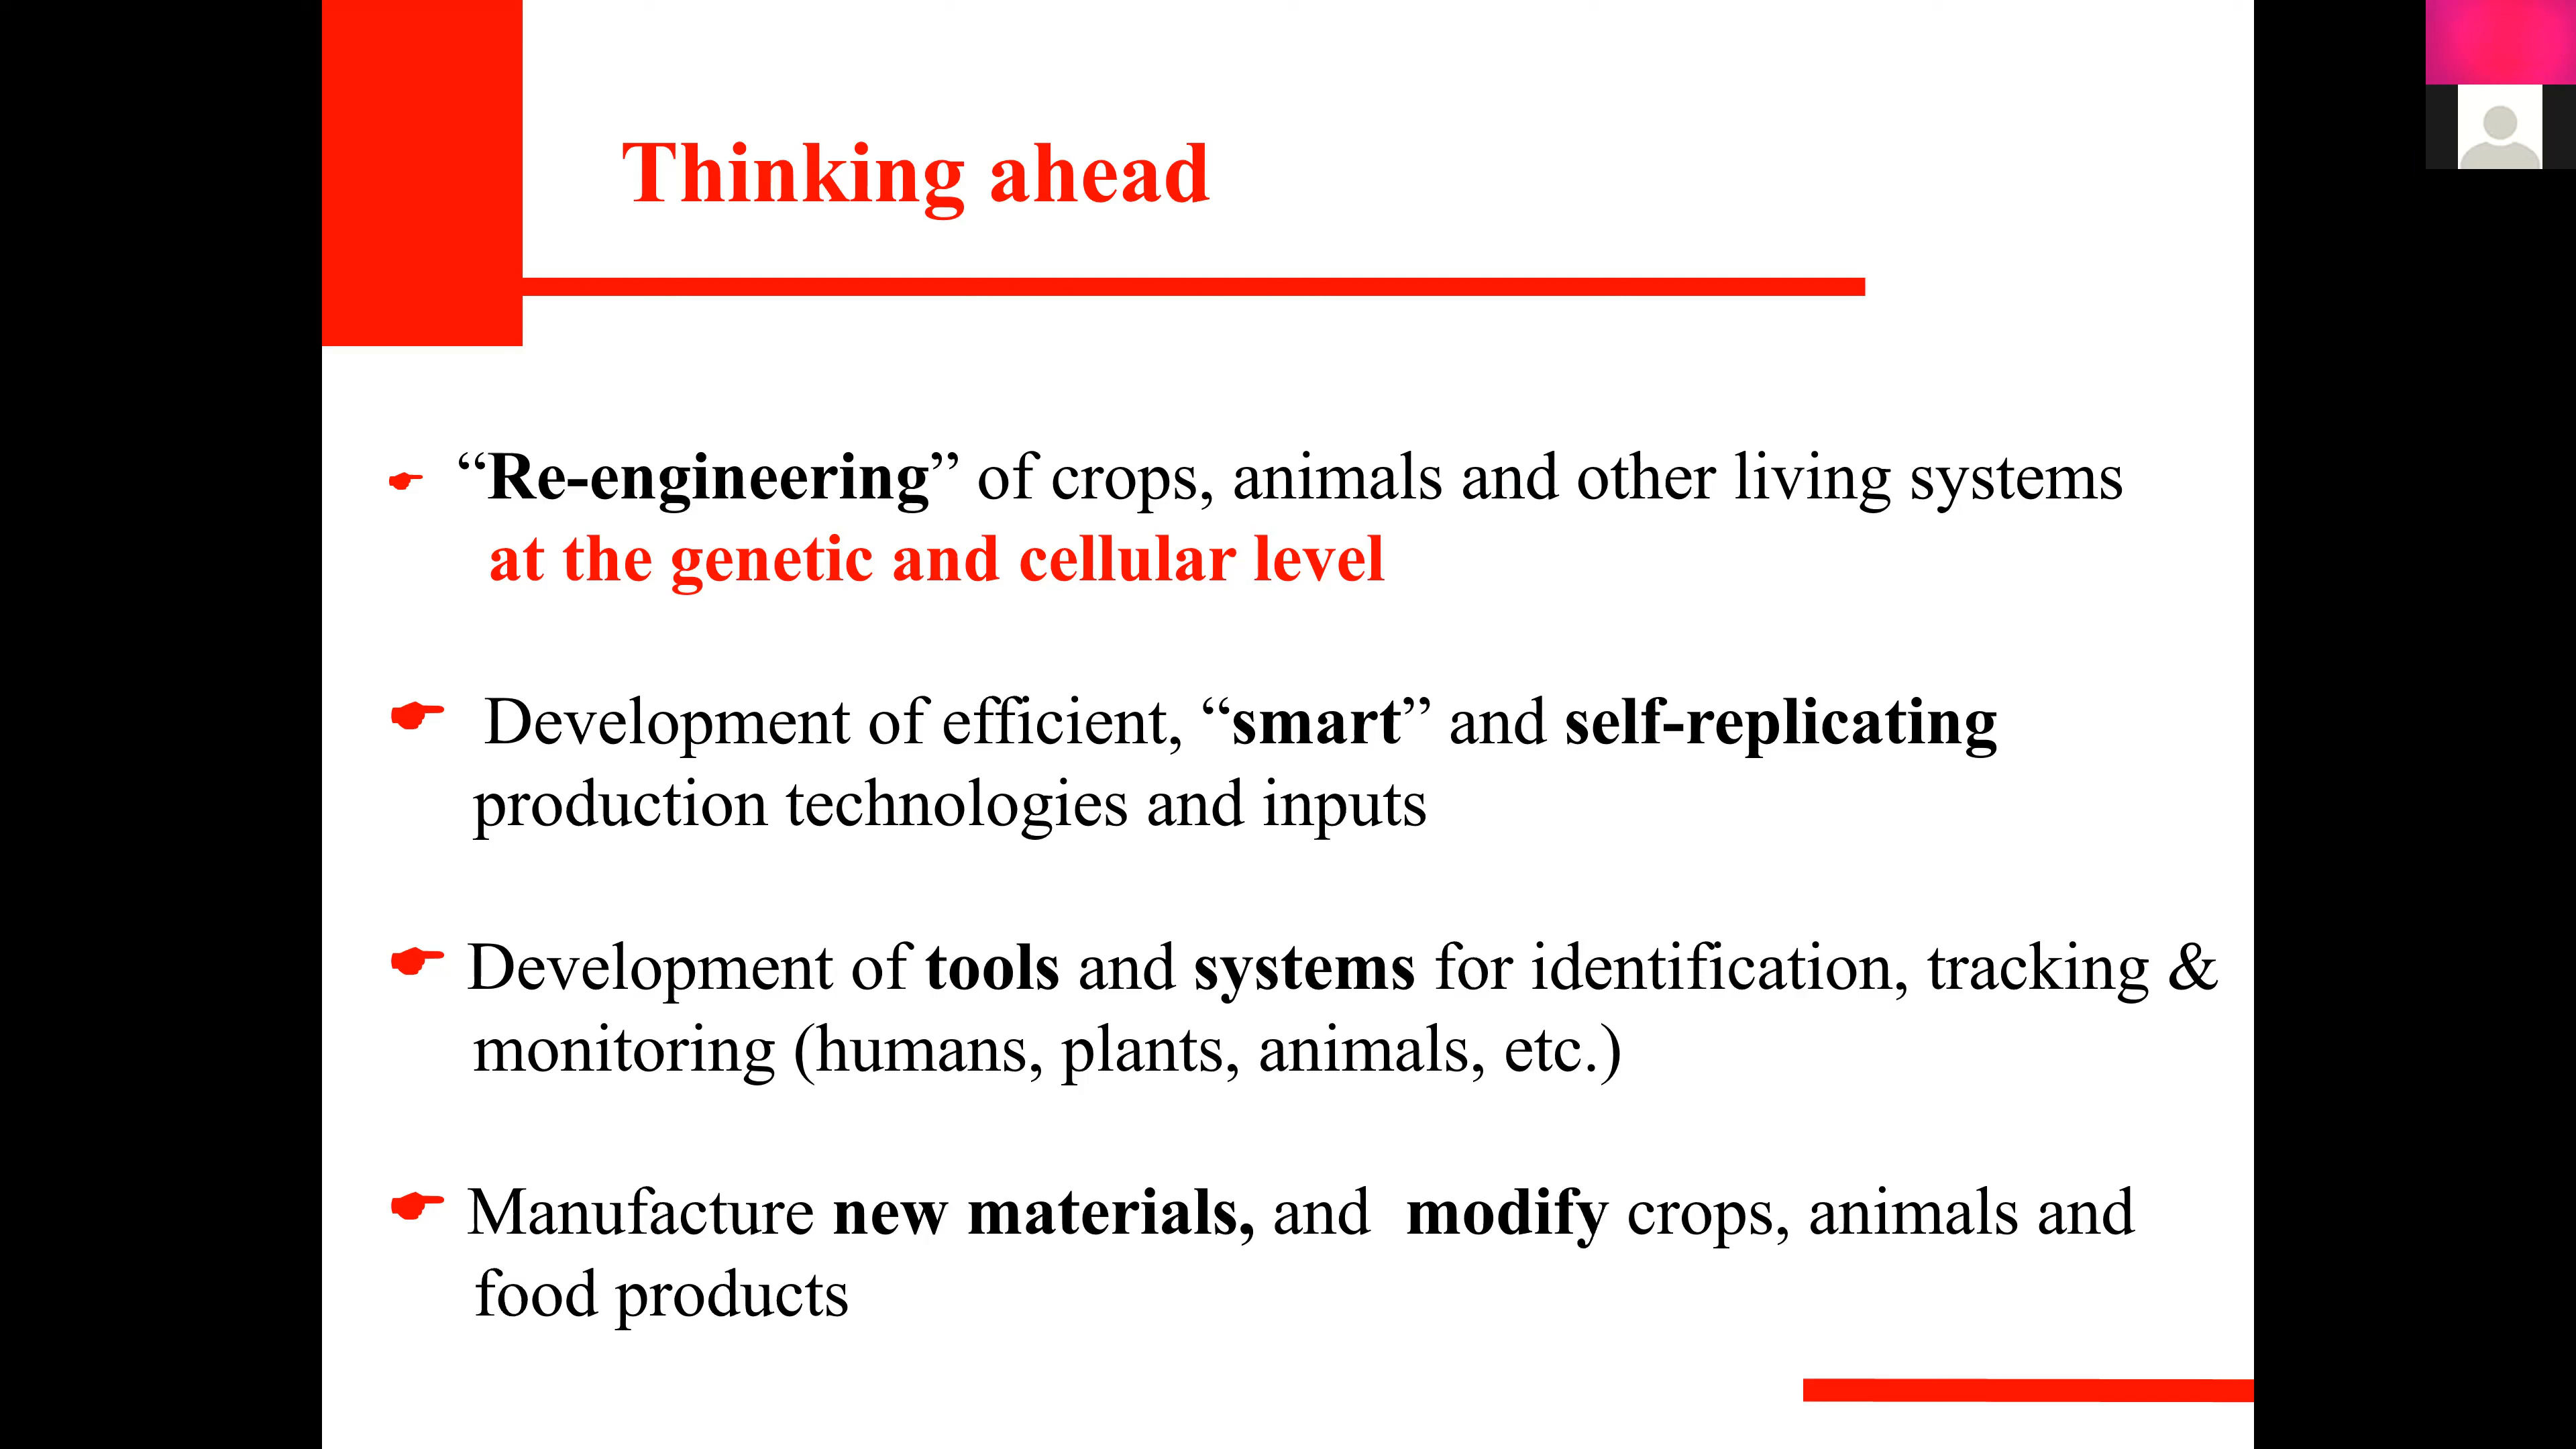 Thinking ahead
“Re-engineering” of crops, animals and other living systems
at the genetic and cellular level
Development of efficient, “smart” and self-replicating
production technologies and inputs
Development of tools and systems for identification, tracking &
monitoring (humans, plants, animals, etc.)
Manufacture new materials, and  modify crops, animals and
food products